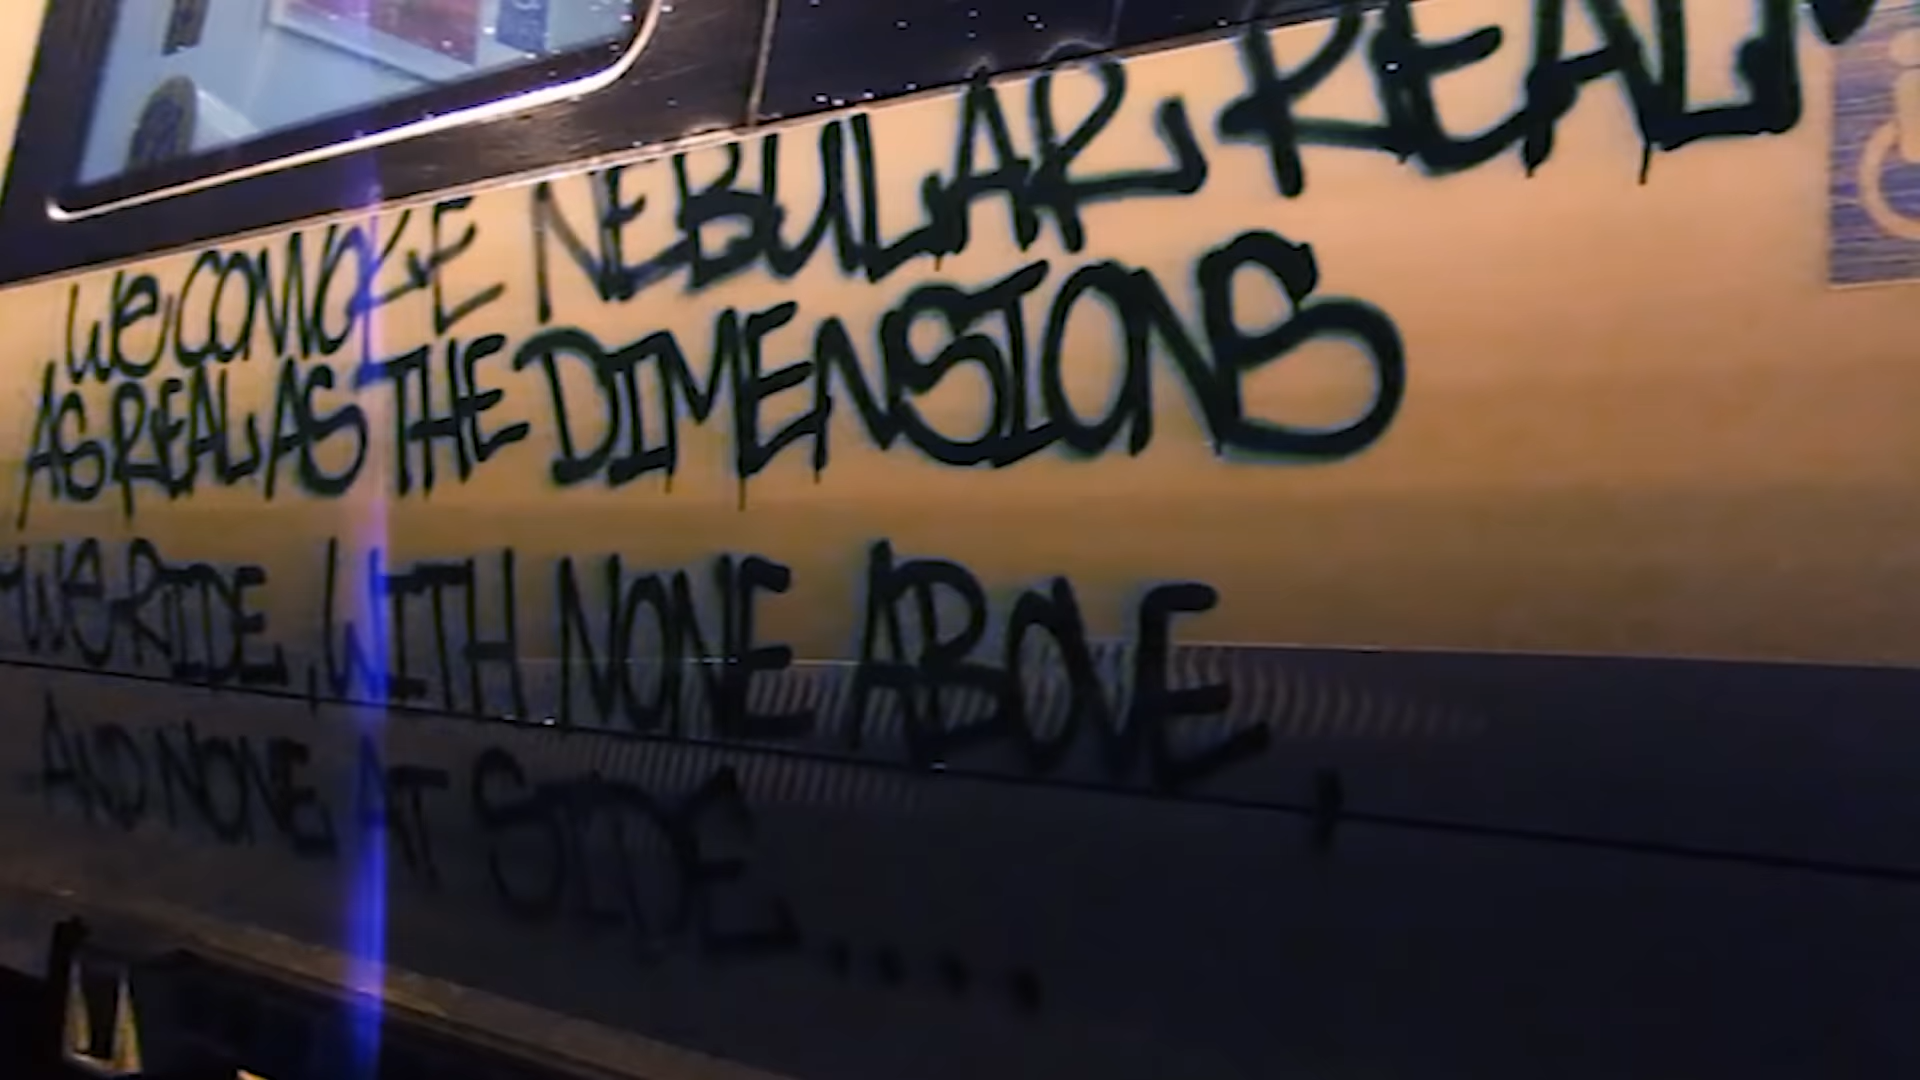 We CONVOKE NEBULAR REALM
AS REAL AS THE DIMENSIONS
We RIDE, WITH NONE ABOVE,
AND NONE AT SIDE....